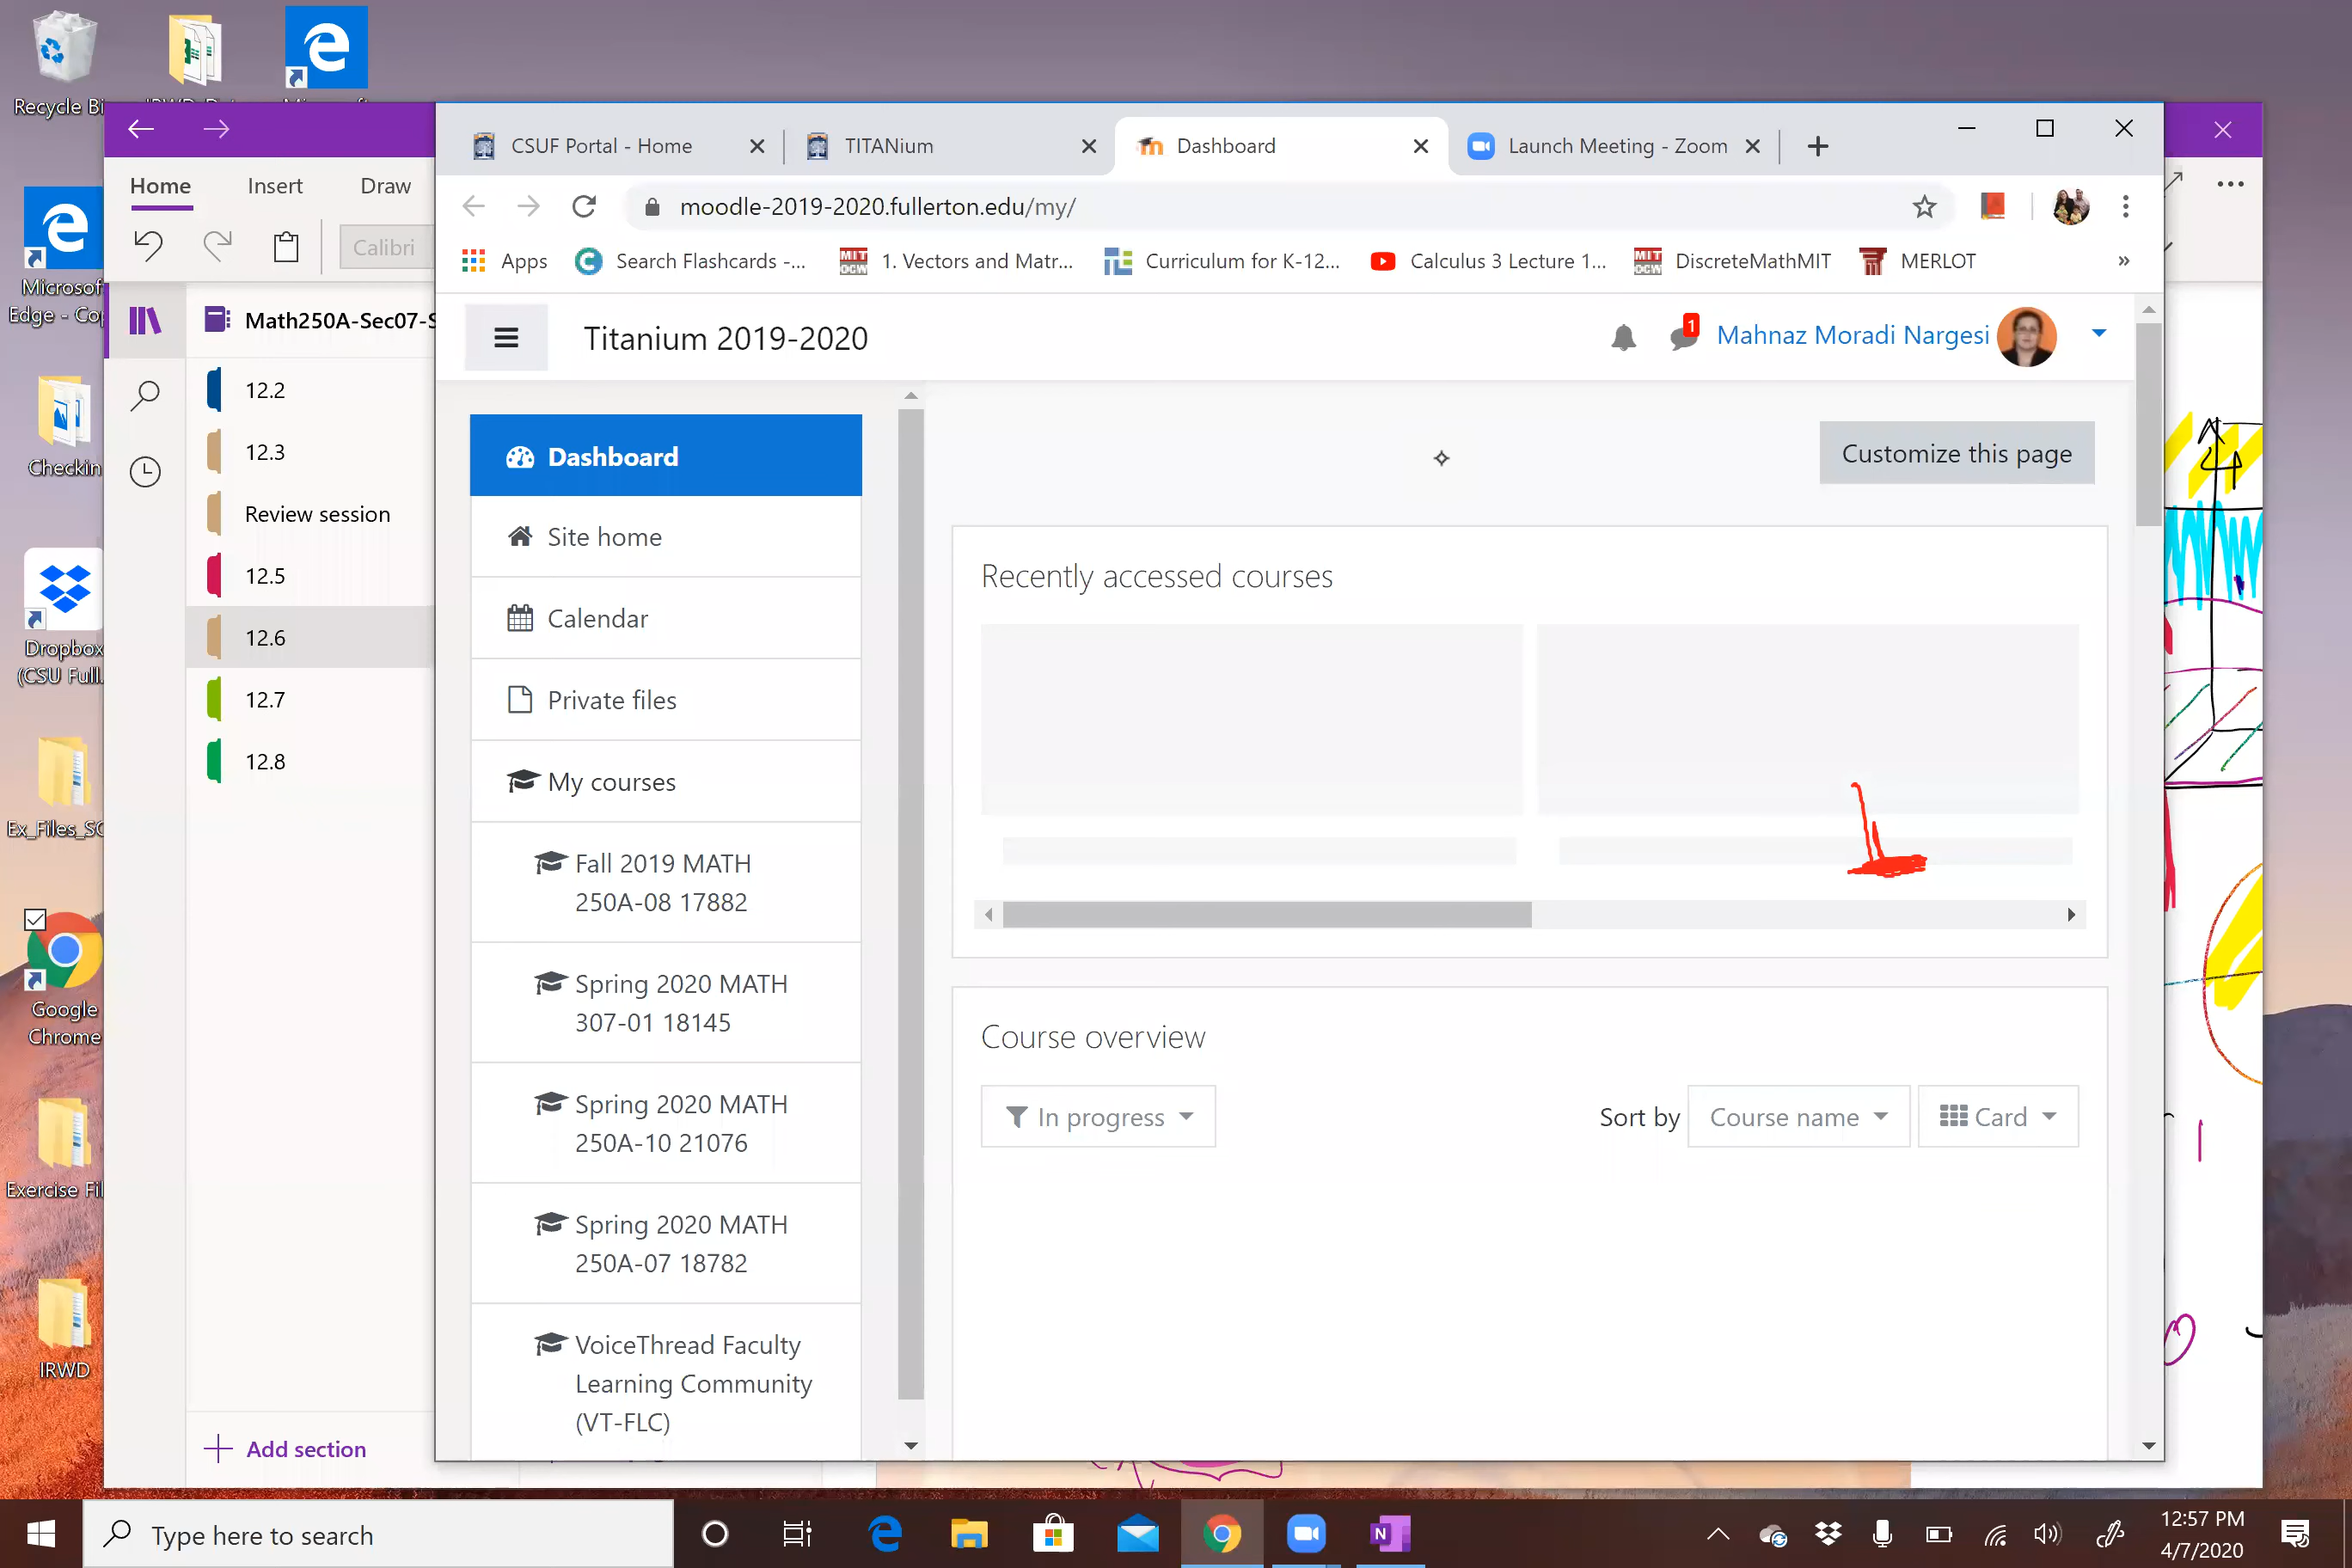 Recycle Bi
CSUF Portal - Home
TITANium
Dashboard
Launch Meeting - Zoom
Home
Insert
Draw
moodle-2019-2020.fullerton.edu/my/
Calibri
Apps
Search Flashcards -...
MIT OCW
1. Vectors and Matr...
Curriculum for K-12...
Calculus 3 Lecture 1...
MIT OCW
DiscreteMathMIT
MERLOT
»
Microsof
Edge - Cop
Math250A-Sec07-S
Titanium 2019-2020
1
Mahnaz Moradi Nargesi
12.2
12.3
Review session
12.5
12.6
12.7
12.8
Add section
Checkin
Dropbox
(CSU Full.
Ex_Files_SC
Google
Chrome
Exercise Fil
IRWD
Dashboard
Site home
Calendar
Private files
My courses
Fall 2019 MATH
250A-08 17882
Spring 2020 MATH
307-01 18145
Spring 2020 MATH
250A-10 21076
Spring 2020 MATH
250A-07 18782
VoiceThread Faculty
Learning Community
(VT-FLC)
Customize this page
Recently accessed courses
Course overview
In progress
Sort by
Course name
Card
Type here to search
12:57 PM
4/7/2020